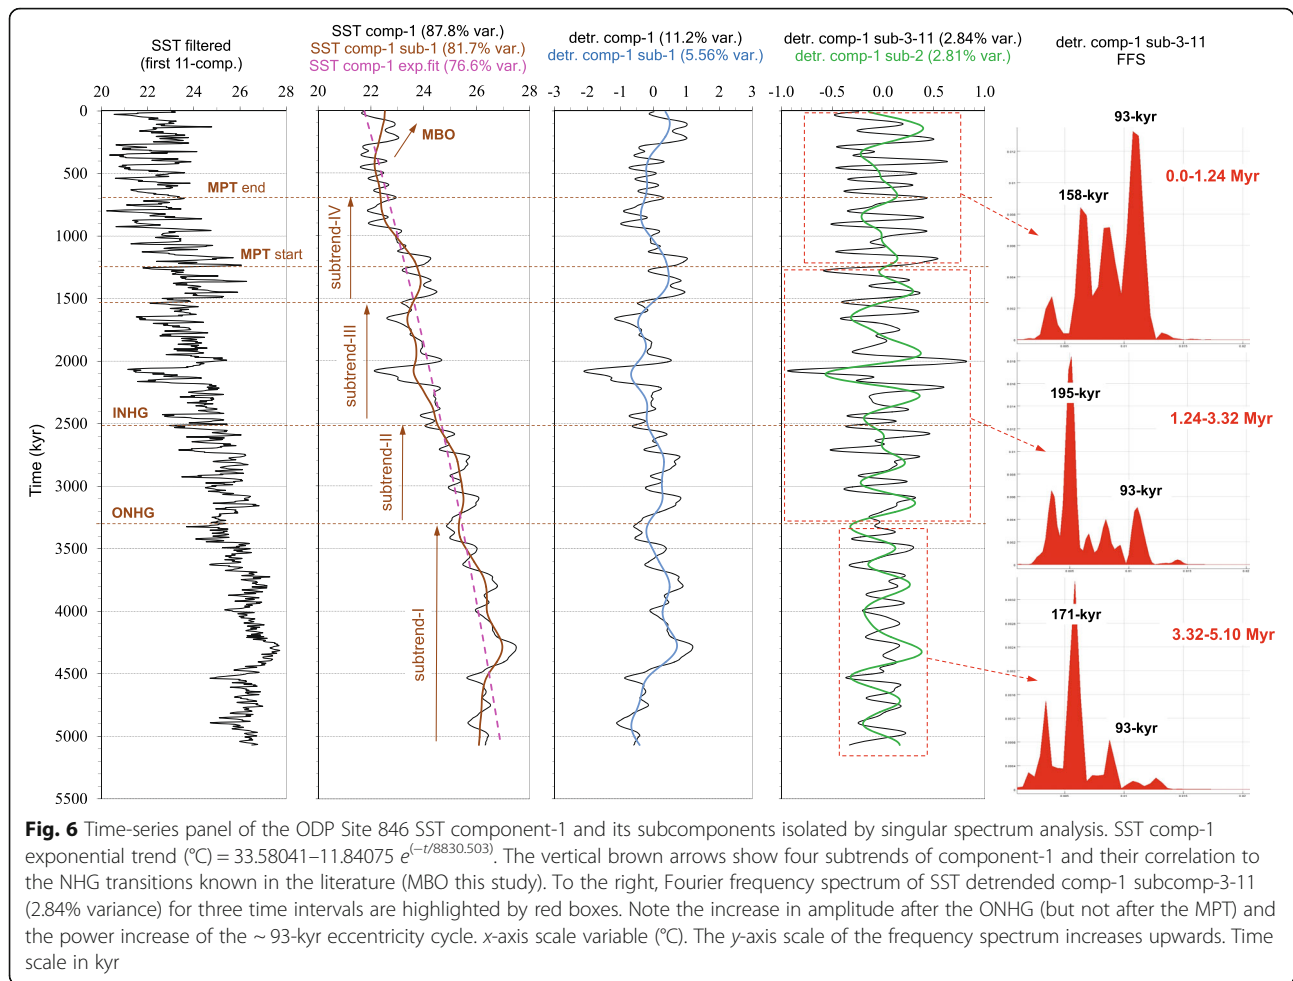 SST filtered
(first 11-comp.)
SST comp-1 (87.8% var.)
SST comp-1 sub-1 (81.7% var.)
SST comp-1 exp.fit (76.6% var.)
detr. comp-1 (11.2% var.)
detr. comp-1 sub-1 (5.56% var.)
detr. comp-1 sub-3-11 (2.84% var.)
detr. comp-1 sub-2 (2.81% var.)
detr. comp-1 sub-3-11
FFS
20 22 24 26 28
20 22 24 26 28
-3 -2 -1 0 1 2 3
-1.0 -0.5 0.0 0.5 1.0
0
500
1000
1500
2000
2500
3000
3500
4000
4500
5000
5500
Time (kyr)
MPT end
MPT start
INHG
ONHG
MBO
subtrend-IV
subtrend-III
subtrend-II
subtrend-I
93-kyr
158-kyr
0.0-1.24 Myr
195-kyr
93-kyr
1.24-3.32 Myr
171-kyr
93-kyr
3.32-5.10 Myr
Fig. 6 Time-series panel of the ODP Site 846 SST component-1 and its subcomponents isolated by singular spectrum analysis. SST comp-1
exponential trend (°C) = 33.58041–11.84075 e(−t/8830.503). The vertical brown arrows show four subtrends of component-1 and their correlation to
the NHG transitions known in the literature (MBO this study). To the right, Fourier frequency spectrum of SST detrended comp-1 subcomp-3-11
(2.84% variance) for three time intervals are highlighted by red boxes. Note the increase in amplitude after the ONHG (but not after the MPT) and
the power increase of the ~ 93-kyr eccentricity cycle. x-axis scale variable (°C). The y-axis scale of the frequency spectrum increases upwards. Time
scale in kyr